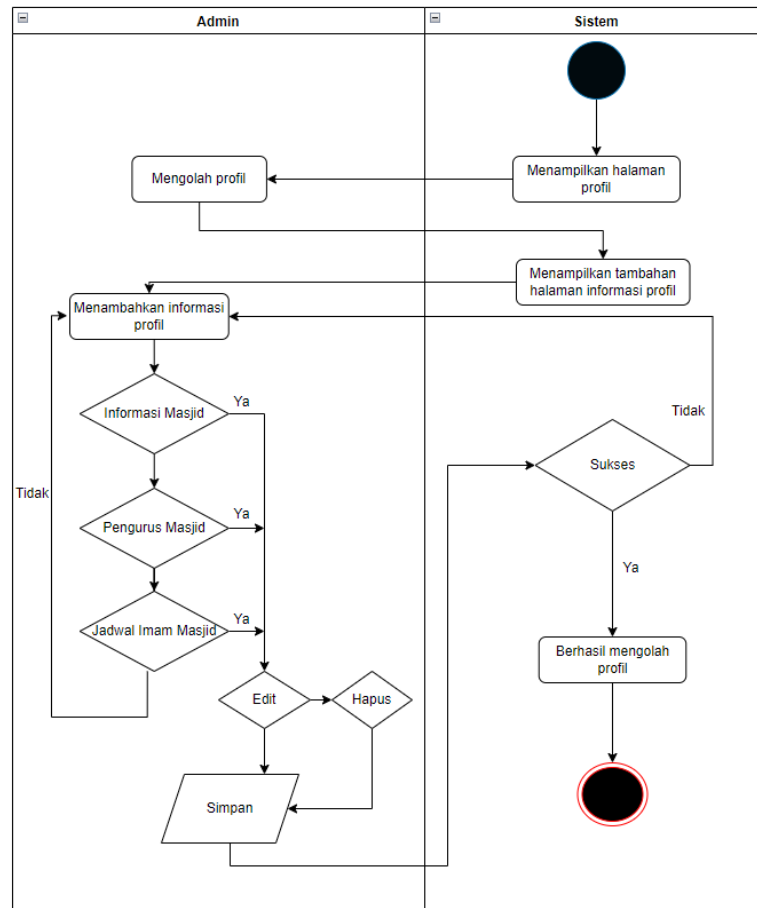 Admin
Sistem
Menampilkan halaman
profil
Mengolah profil
Menampilkan tambahan
halaman informasi profil
Menambahkan informasi
profil
Informasi Masjid
Ya
Tidak
Sukses
Tidak
Pengurus Masjid
Ya
Ya
Jadwal Imam Masjid
Ya
Berhasil mengolah
profil
Edit
Hapus
Simpan